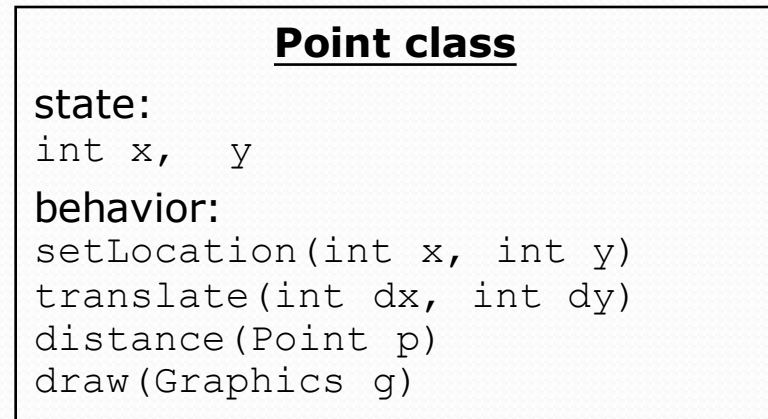 Point class
state:
int x,  y
behavior:
setLocation(int x, int y)
translate(int dx, int dy)
distance(Point p)
draw(Graphics g)